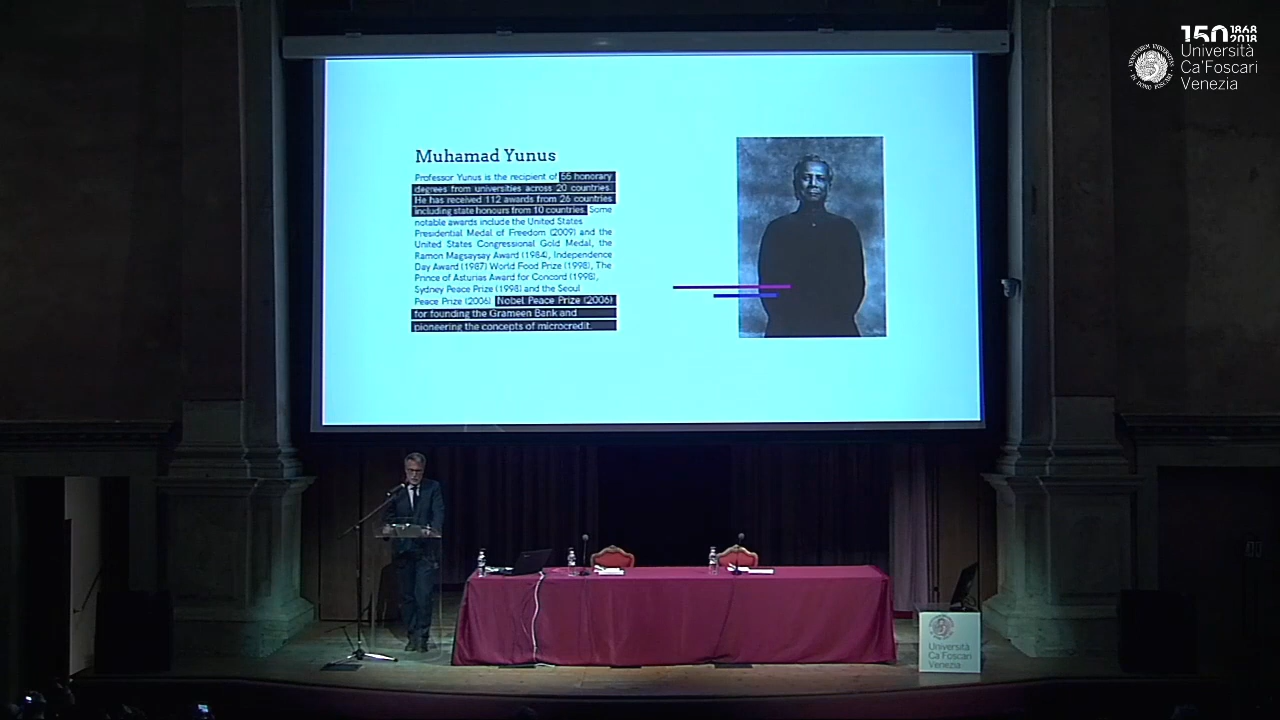 150 1868
2018
Università
Ca'Foscari
Venezia
Muhamad Yunus
Professor Yunus is the recipient of 55 honorary
degrees from universities across 20 countries.
He has received 112 awards from 26 countries
including state honours from 10 countries. Some
notable awards include the United States
Presidential Medal of Freedom (2009) and the
United States Congressional Gold Medal, the
Ramon Magsaysay Award (1984), Independence
Day Award (1987) World Food Prize (1998), The
Prince of Asturias Award for Concord (1998),
Sydney Peace Prize (1998) and the Seoul
Peace Prize (2006) Nobel Peace Prize (2006)
for founding the Grameen Bank and
pioneering the concepts of microcredit.
Università
Ca'Foscari
Venezia